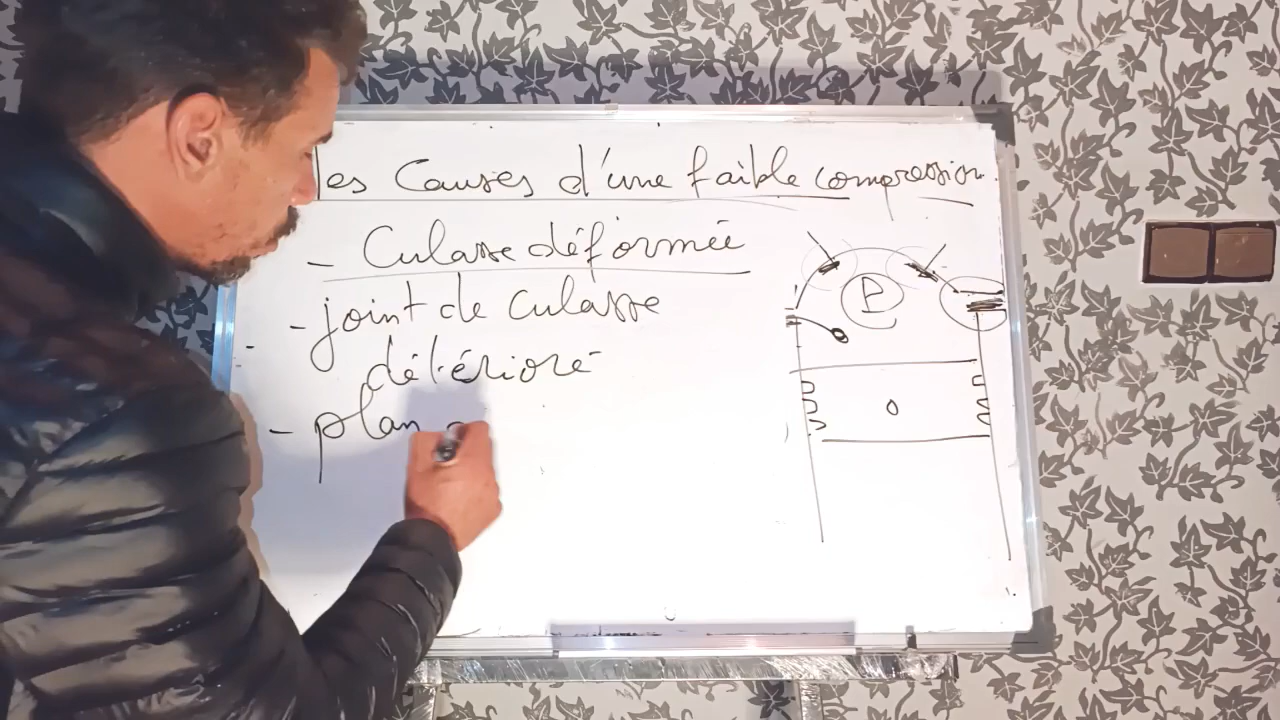 les Causes d'une faible compression
- Culasse déformée
- joint de culasse
détérioré
- plan
P